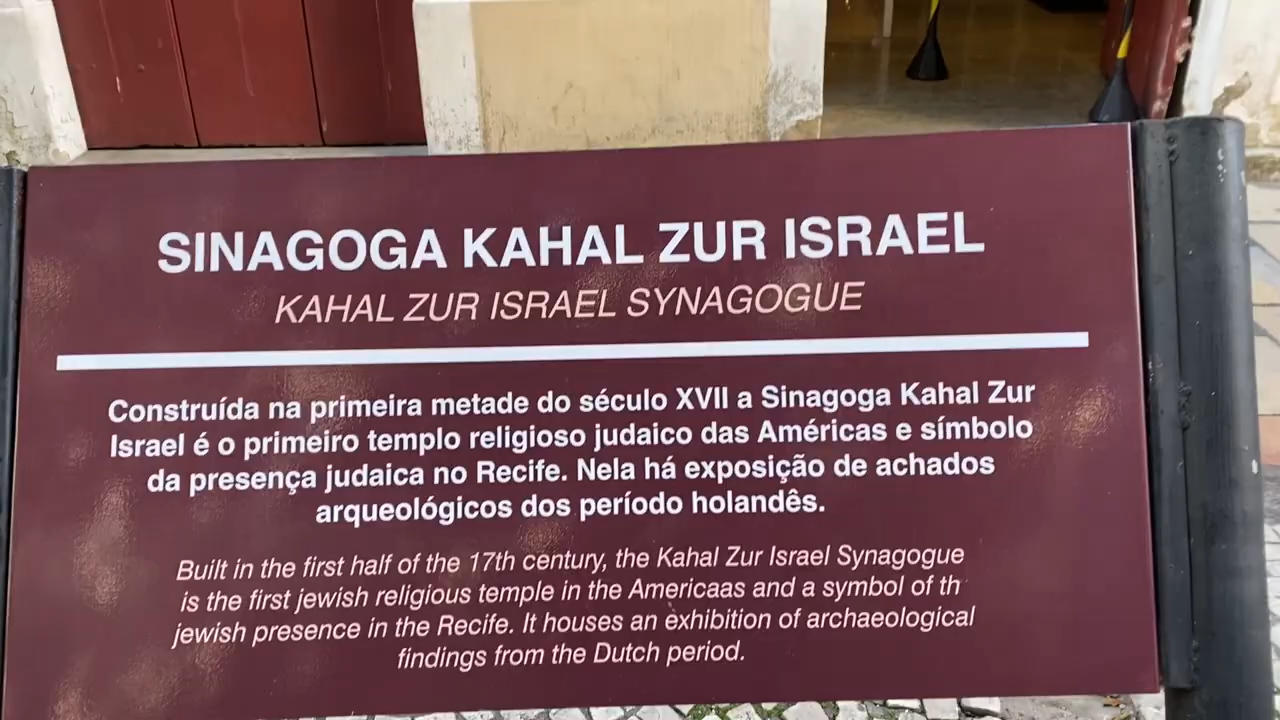 SINAGOGA KAHAL ZUR ISRAEL
KAHAL ZUR ISRAEL SYNAGOGUE
Construída na primeira metade do século XVII a Sinagoga Kahal Zur
Israel é o primeiro templo religioso judaico das Américas e símbolo
da presença judaica no Recife. Nela há exposição de achados
arqueológicos dos período holandês.
Built in the first half of the 17th century, the Kahal Zur Israel Synagogue
is the first jewish religious temple in the Americaas and a symbol of th
jewish presence in the Recife. It houses an exhibition of archaeological
findings from the Dutch period.